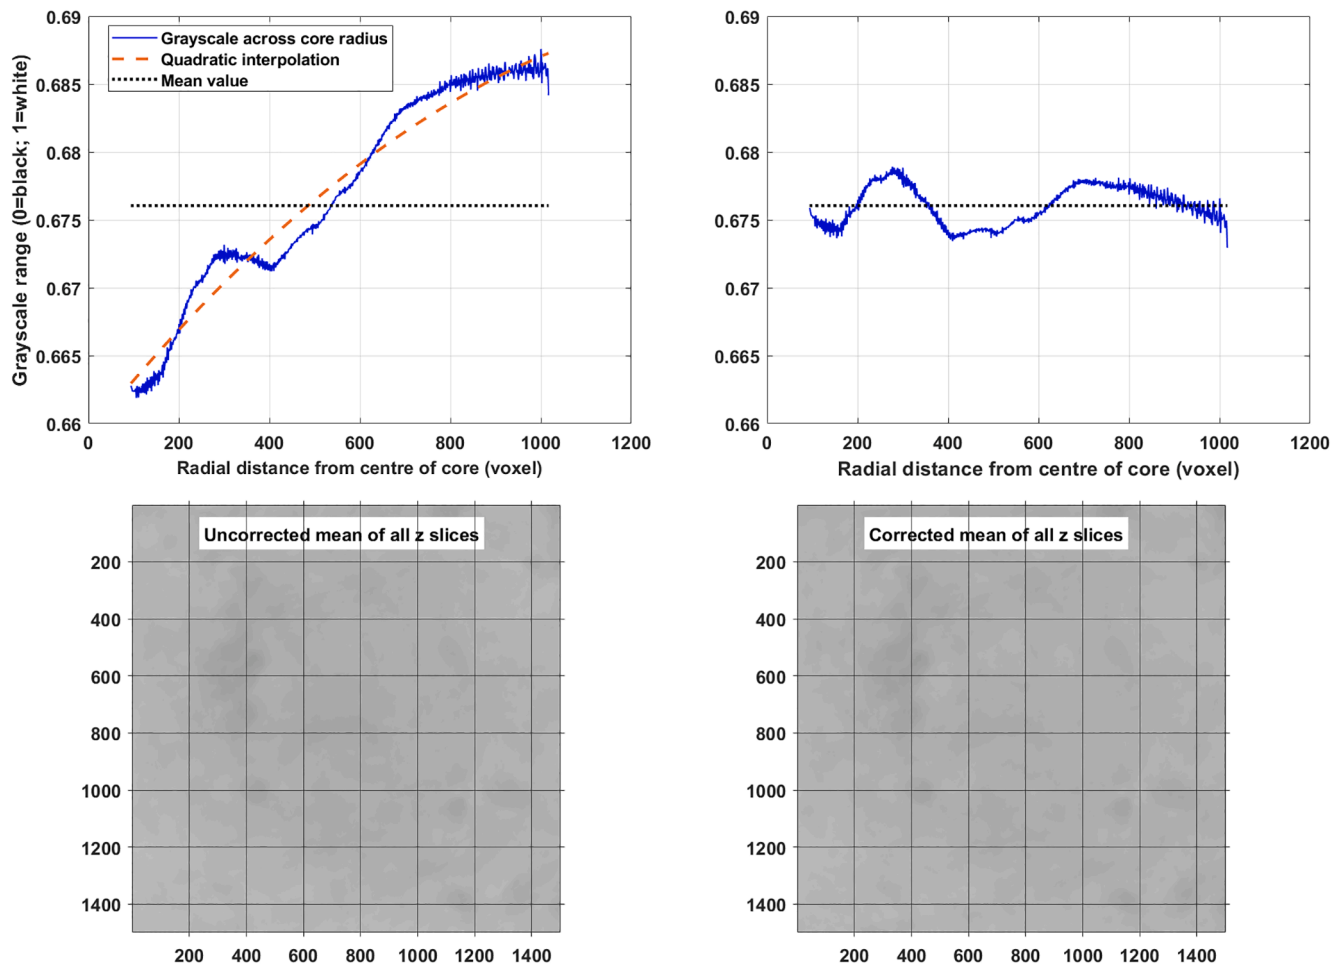 0.69
0.685
0.68
0.675
0.67
0.665
0.66
Grayscale range (0=black; 1=white)
Grayscale across core radius
Quadratic interpolation
Mean value
0 200 400 600 800 1000 1200
Radial distance from centre of core (voxel)
0.69
0.685
0.68
0.675
0.67
0.665
0.66
0 200 400 600 800 1000 1200
Radial distance from centre of core (voxel)
Uncorrected mean of all z slices
200
400
600
800
1000
1200
1400
200 400 600 800 1000 1200 1400
Corrected mean of all z slices
200
400
600
800
1000
1200
1400
200 400 600 800 1000 1200 1400